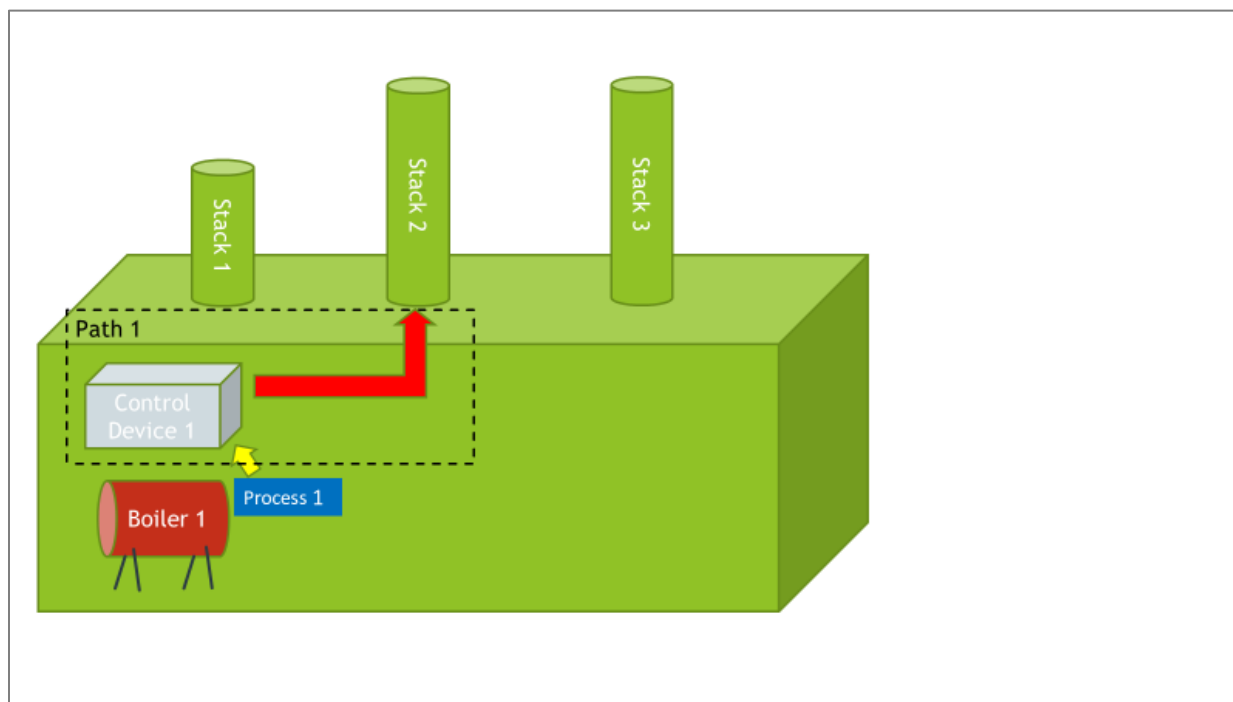 Stack 1
Stack 2
Stack 3
Path 1
Control
Device 1
Process 1
Boiler 1